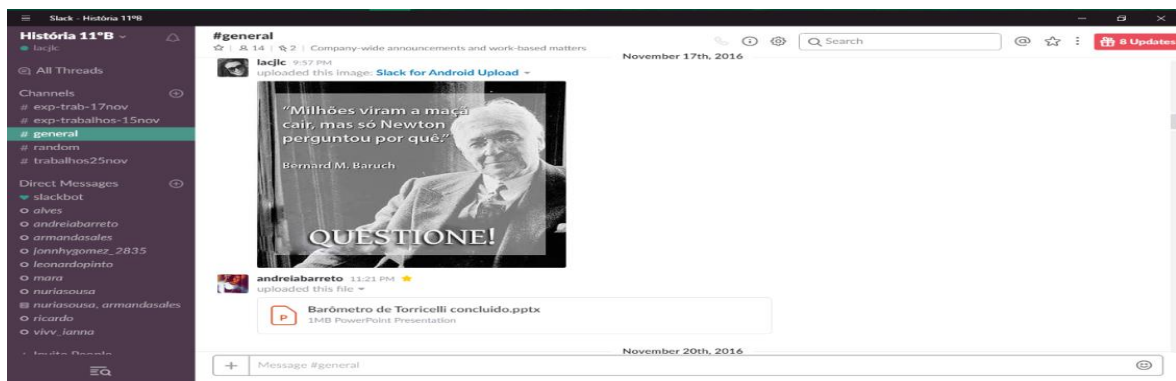 Slack - História 11ºB
História 11ºB
lacjlc
All Threads
Channels
# exp-trab-17nov
# exp-trabalhos-15nov
# general
# random
# trabalhos25nov
Direct Messages
slackbot
alves
andreiabarreto
armandasales
jonnhygomez_2835
leonardopinto
mara
nuriasousa
nuriasousa, armandasales
ricardo
vivv_ianna
Invite People
#general
14 | 2 | Company-wide announcements and work-based matters
Search
8 Updates
November 17th, 2016
lacjlc 9:57 PM
uploaded this image: Slack for Android Upload
"Milhões viram a maçã
cair, mas só Newton
perguntou por quê?"
Bernard M. Baruch
QUESTIONE!
andreiabarreto 11:21 PM
uploaded this file
Barômetro de Torricelli concluído.pptx
1MB PowerPoint Presentation
November 20th, 2016
Message #general